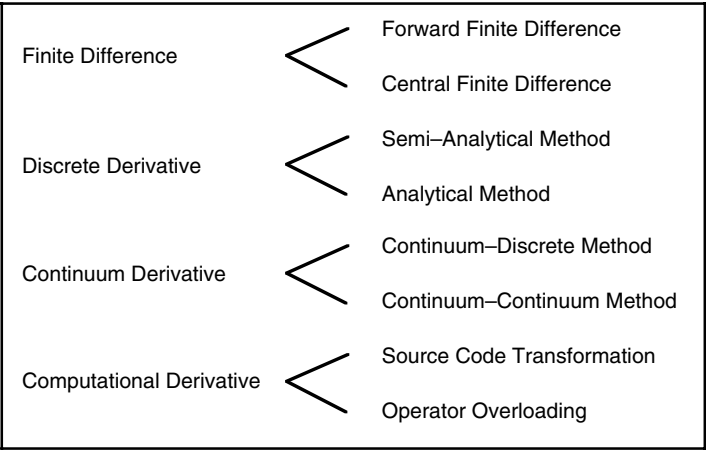 Finite Difference
Forward Finite Difference
Central Finite Difference
Discrete Derivative
Semi–Analytical Method
Analytical Method
Continuum Derivative
Continuum–Discrete Method
Continuum–Continuum Method
Computational Derivative
Source Code Transformation
Operator Overloading